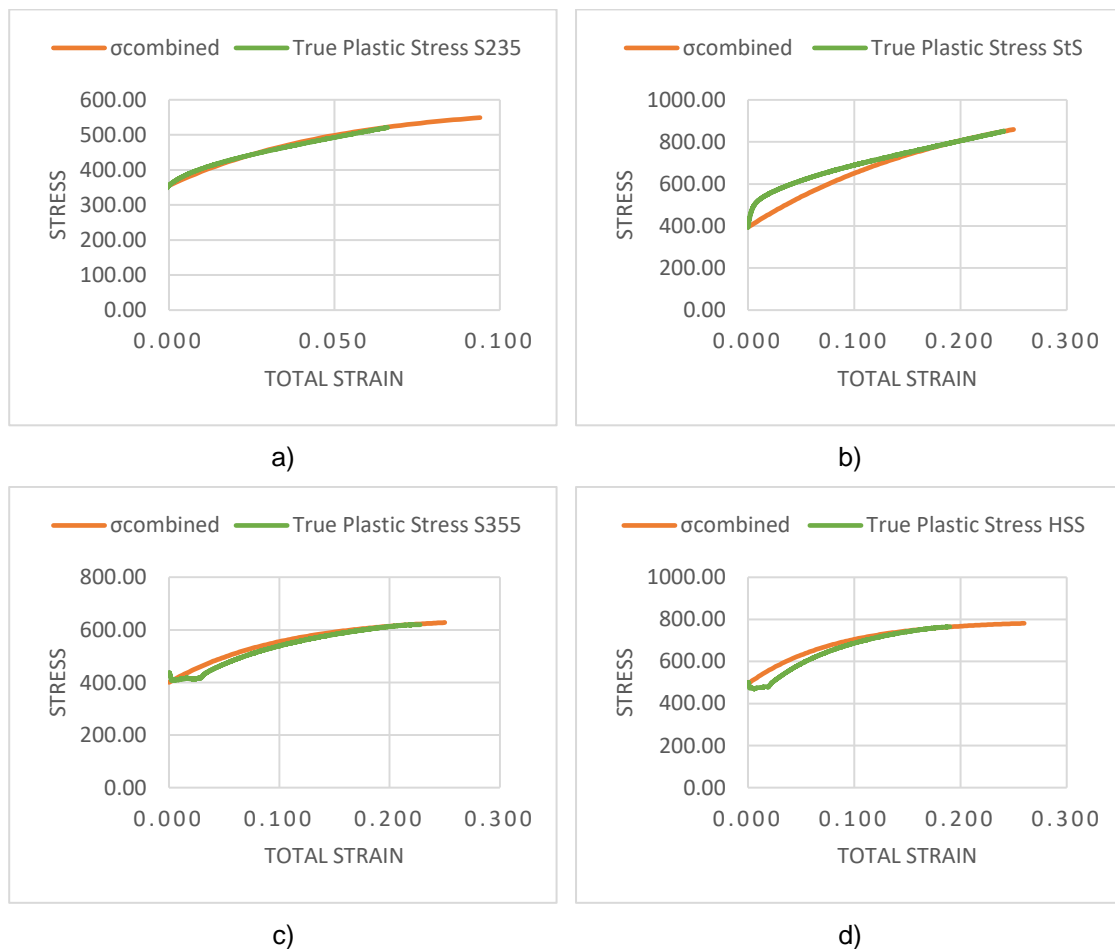 σcombined True Plastic Stress S235
600.00
500.00
400.00
300.00
200.00
100.00
0.00
STRESS
0.000 0.050 0.100
TOTAL STRAIN
a)
σcombined True Plastic Stress StS
1000.00
800.00
600.00
400.00
200.00
0.00
STRESS
0.000 0.100 0.200 0.300
TOTAL STRAIN
b)
σcombined True Plastic Stress S355
800.00
600.00
400.00
200.00
0.00
STRESS
0.000 0.100 0.200 0.300
TOTAL STRAIN
c)
σcombined True Plastic Stress HSS
1000.00
800.00
600.00
400.00
200.00
0.00
STRESS
0.000 0.100 0.200 0.300
TOTAL STRAIN
d)